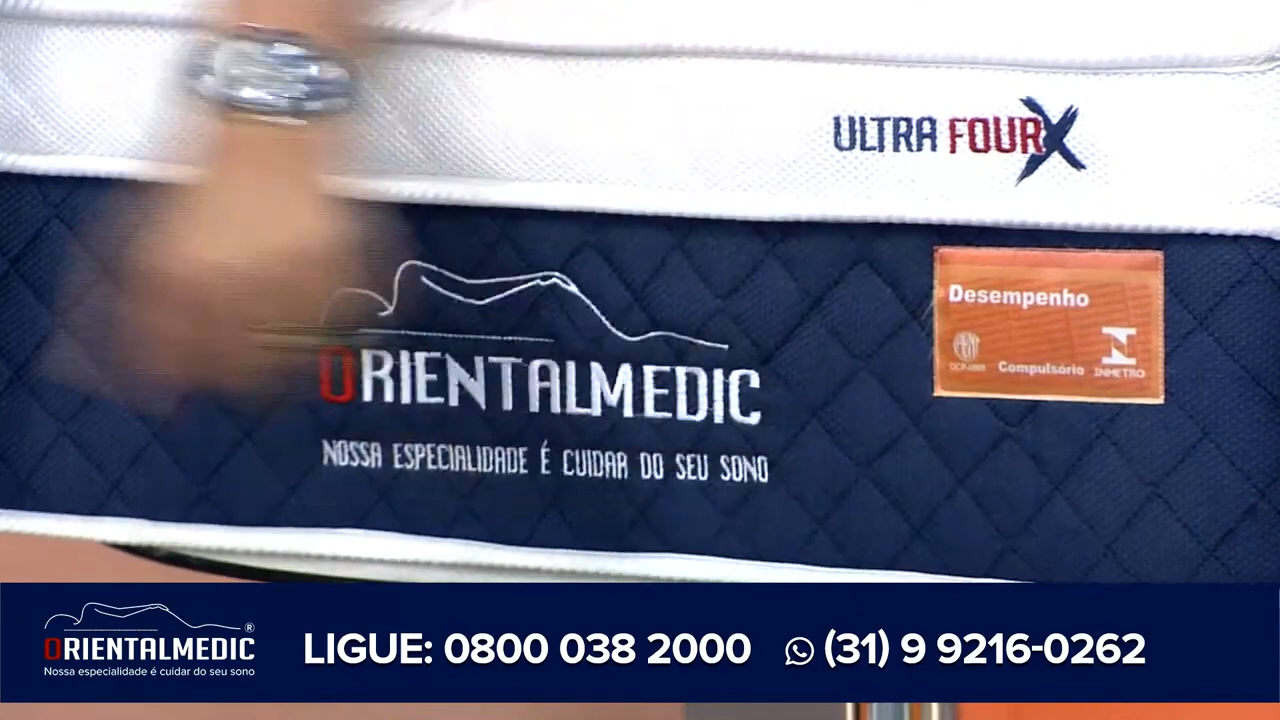 ULTRA FOURX
Desempenho
Compulsório
INMETRO
ORIENTALMEDIC
NOSSA ESPECIALIDADE É CUIDAR DO SEU SONO
ORIENTALMEDIC®
Nossa especialidade é cuidar do seu sono
LIGUE: 0800 038 2000
(31) 9 9216-0262